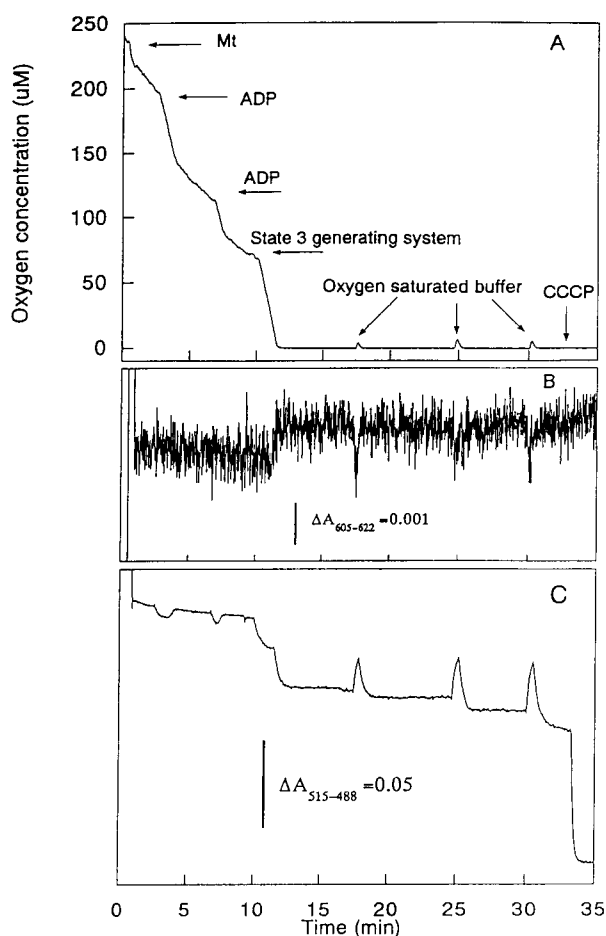 A
250
200
150
100
50
0
Oxygen concentration (uM)
Mt
ADP
ADP
State 3 generating system
Oxygen saturated buffer
CCCP
B
ΔA605-622 =0.001
C
ΔA515-488 =0.05
0 5 10 15 20 25 30 35
Time (min)